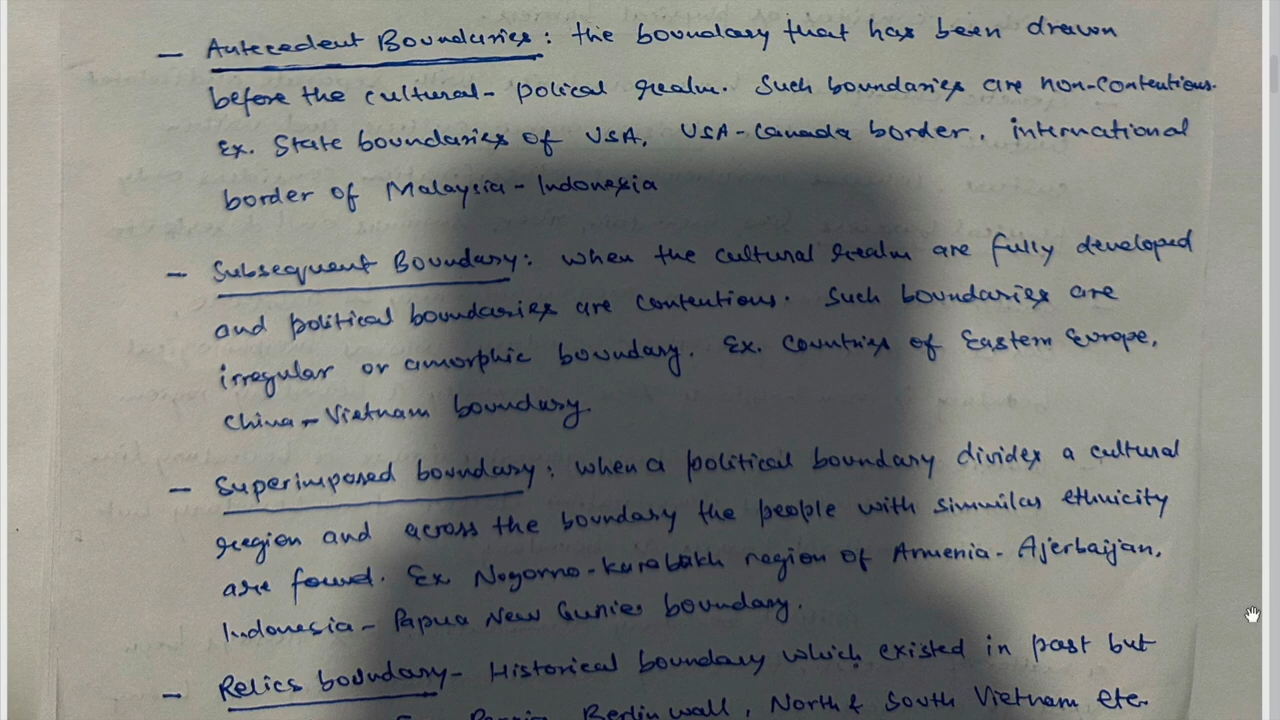 - Antecedent Boundaries: the boundary that has been drawn
before the cultural- polical realm. Such boundaries are non-contentions.
Ex. State boundaries of USA, USA-Canada border, international
border of Malaysia-Indonesia
- Subsequent Boundary: when the cultural realm are fully developed
and political boundaries are contentions. Such boundaries are
irregular or amorphic boundary. Ex. Countries of Eastern Europe,
China-Vietnam boundary
- Superimposed boundary: when a political boundary divides a cultural
region and across the boundary the people with simmilar ethnicity
are found. Ex Nogorno-Kurabakh region of Armenia-Ajerbaijan,
Indonesia-Papua New Gunies boundary.
- Relics boundary- Historical boundary which existed in past but
Berlin wall, North & South Vietnam etc.